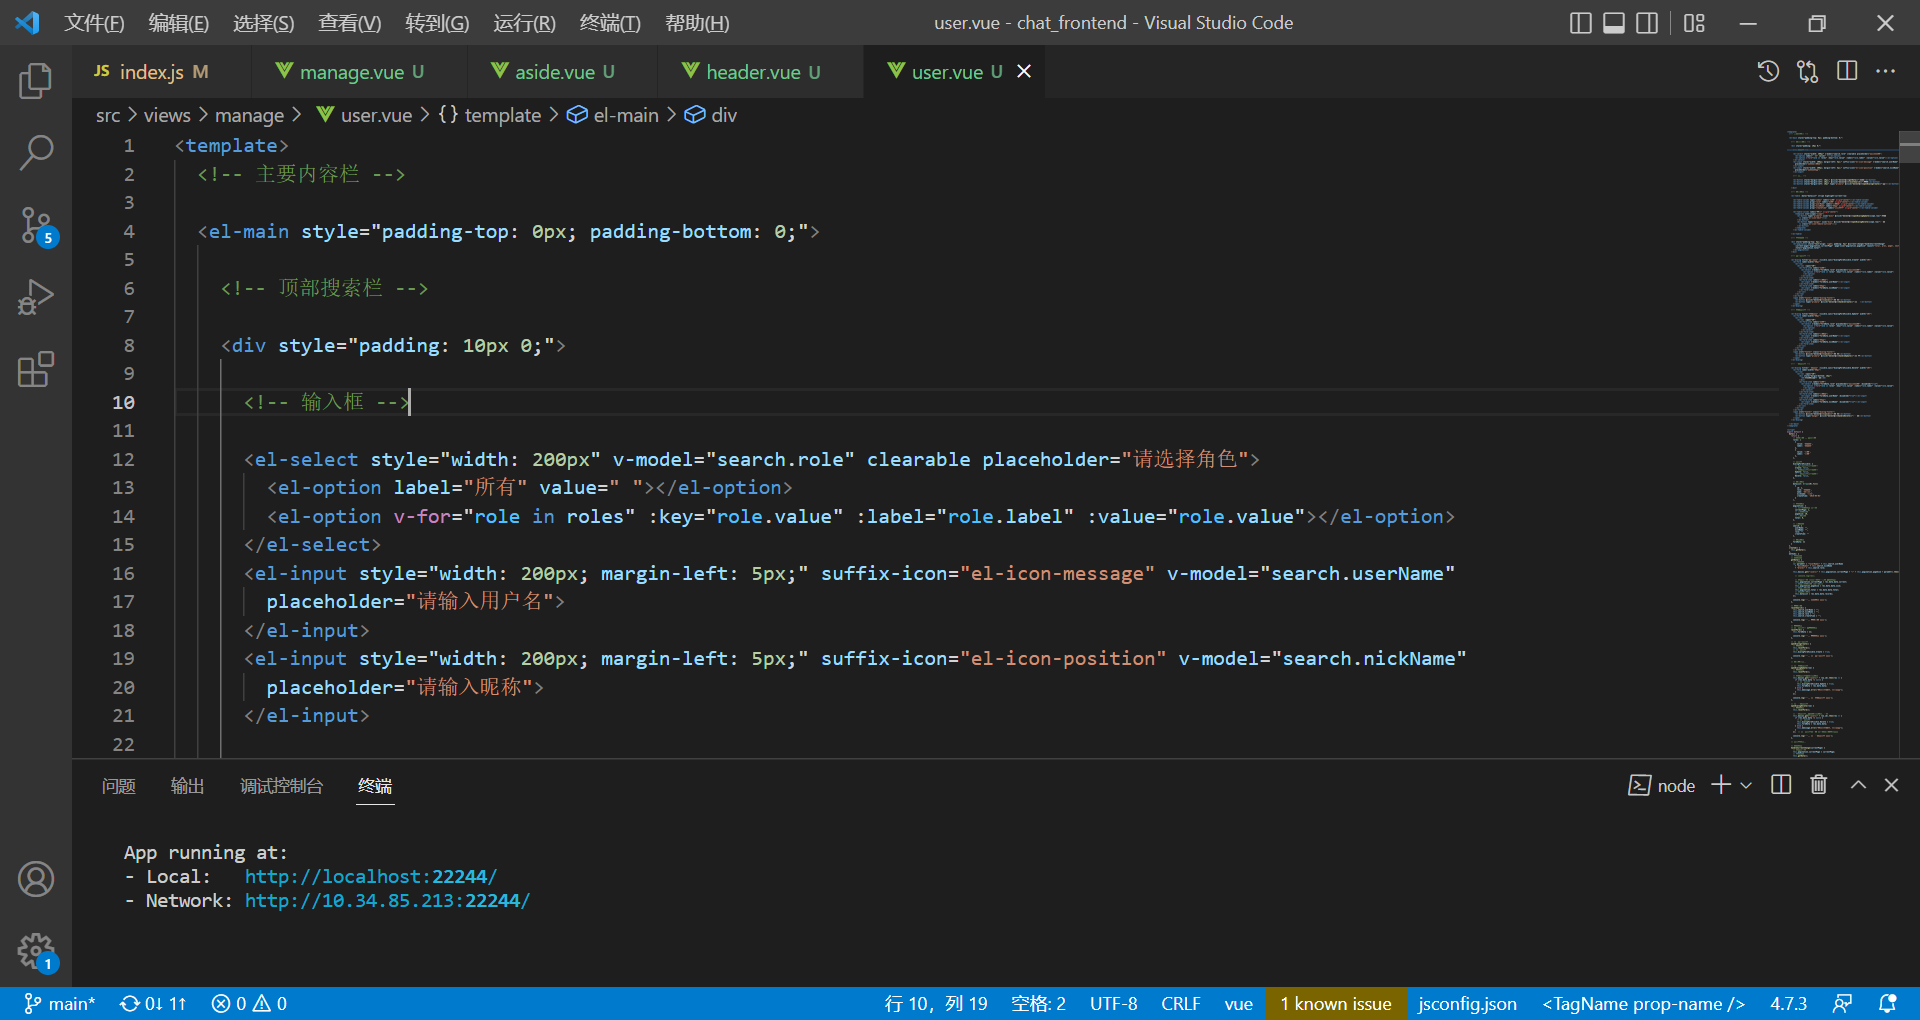 文件(F) 编辑(E) 选择(S) 查看(V) 转到(G) 运行(R) 终端(T) 帮助(H) user.vue - chat_frontend - Visual Studio Code
JS index.js M manage.vue U aside.vue U header.vue U user.vue U
src > views > manage > user.vue > {} template > el-main > div
1 <template>
2 <!-- 主要内容栏 -->
3
4 <el-main style="padding-top: 0px; padding-bottom: 0;">
5
6 <!-- 顶部搜索栏 -->
7
8 <div style="padding: 10px 0;">
9
10 <!-- 输入框 -->
11
12 <el-select style="width: 200px" v-model="search.role" clearable placeholder="请选择角色">
13 <el-option label="所有" value=" "></el-option>
14 <el-option v-for="role in roles" :key="role.value" :label="role.label" :value="role.value"></el-option>
15 </el-select>
16 <el-input style="width: 200px; margin-left: 5px;" suffix-icon="el-icon-message" v-model="search.userName"
17 placeholder="请输入用户名">
18 </el-input>
19 <el-input style="width: 200px; margin-left: 5px;" suffix-icon="el-icon-position" v-model="search.nickName"
20 placeholder="请输入昵称">
21 </el-input>
22
5
问题 输出 调试控制台 终端 node
App running at:
- Local: http://localhost:22244/
- Network: http://10.34.85.213:22244/
1
main* 0↓ 1↑ 0 0 行 10，列 19 空格: 2 UTF-8 CRLF vue 1 known issue jsconfig.json <TagName prop-name /> 4.7.3